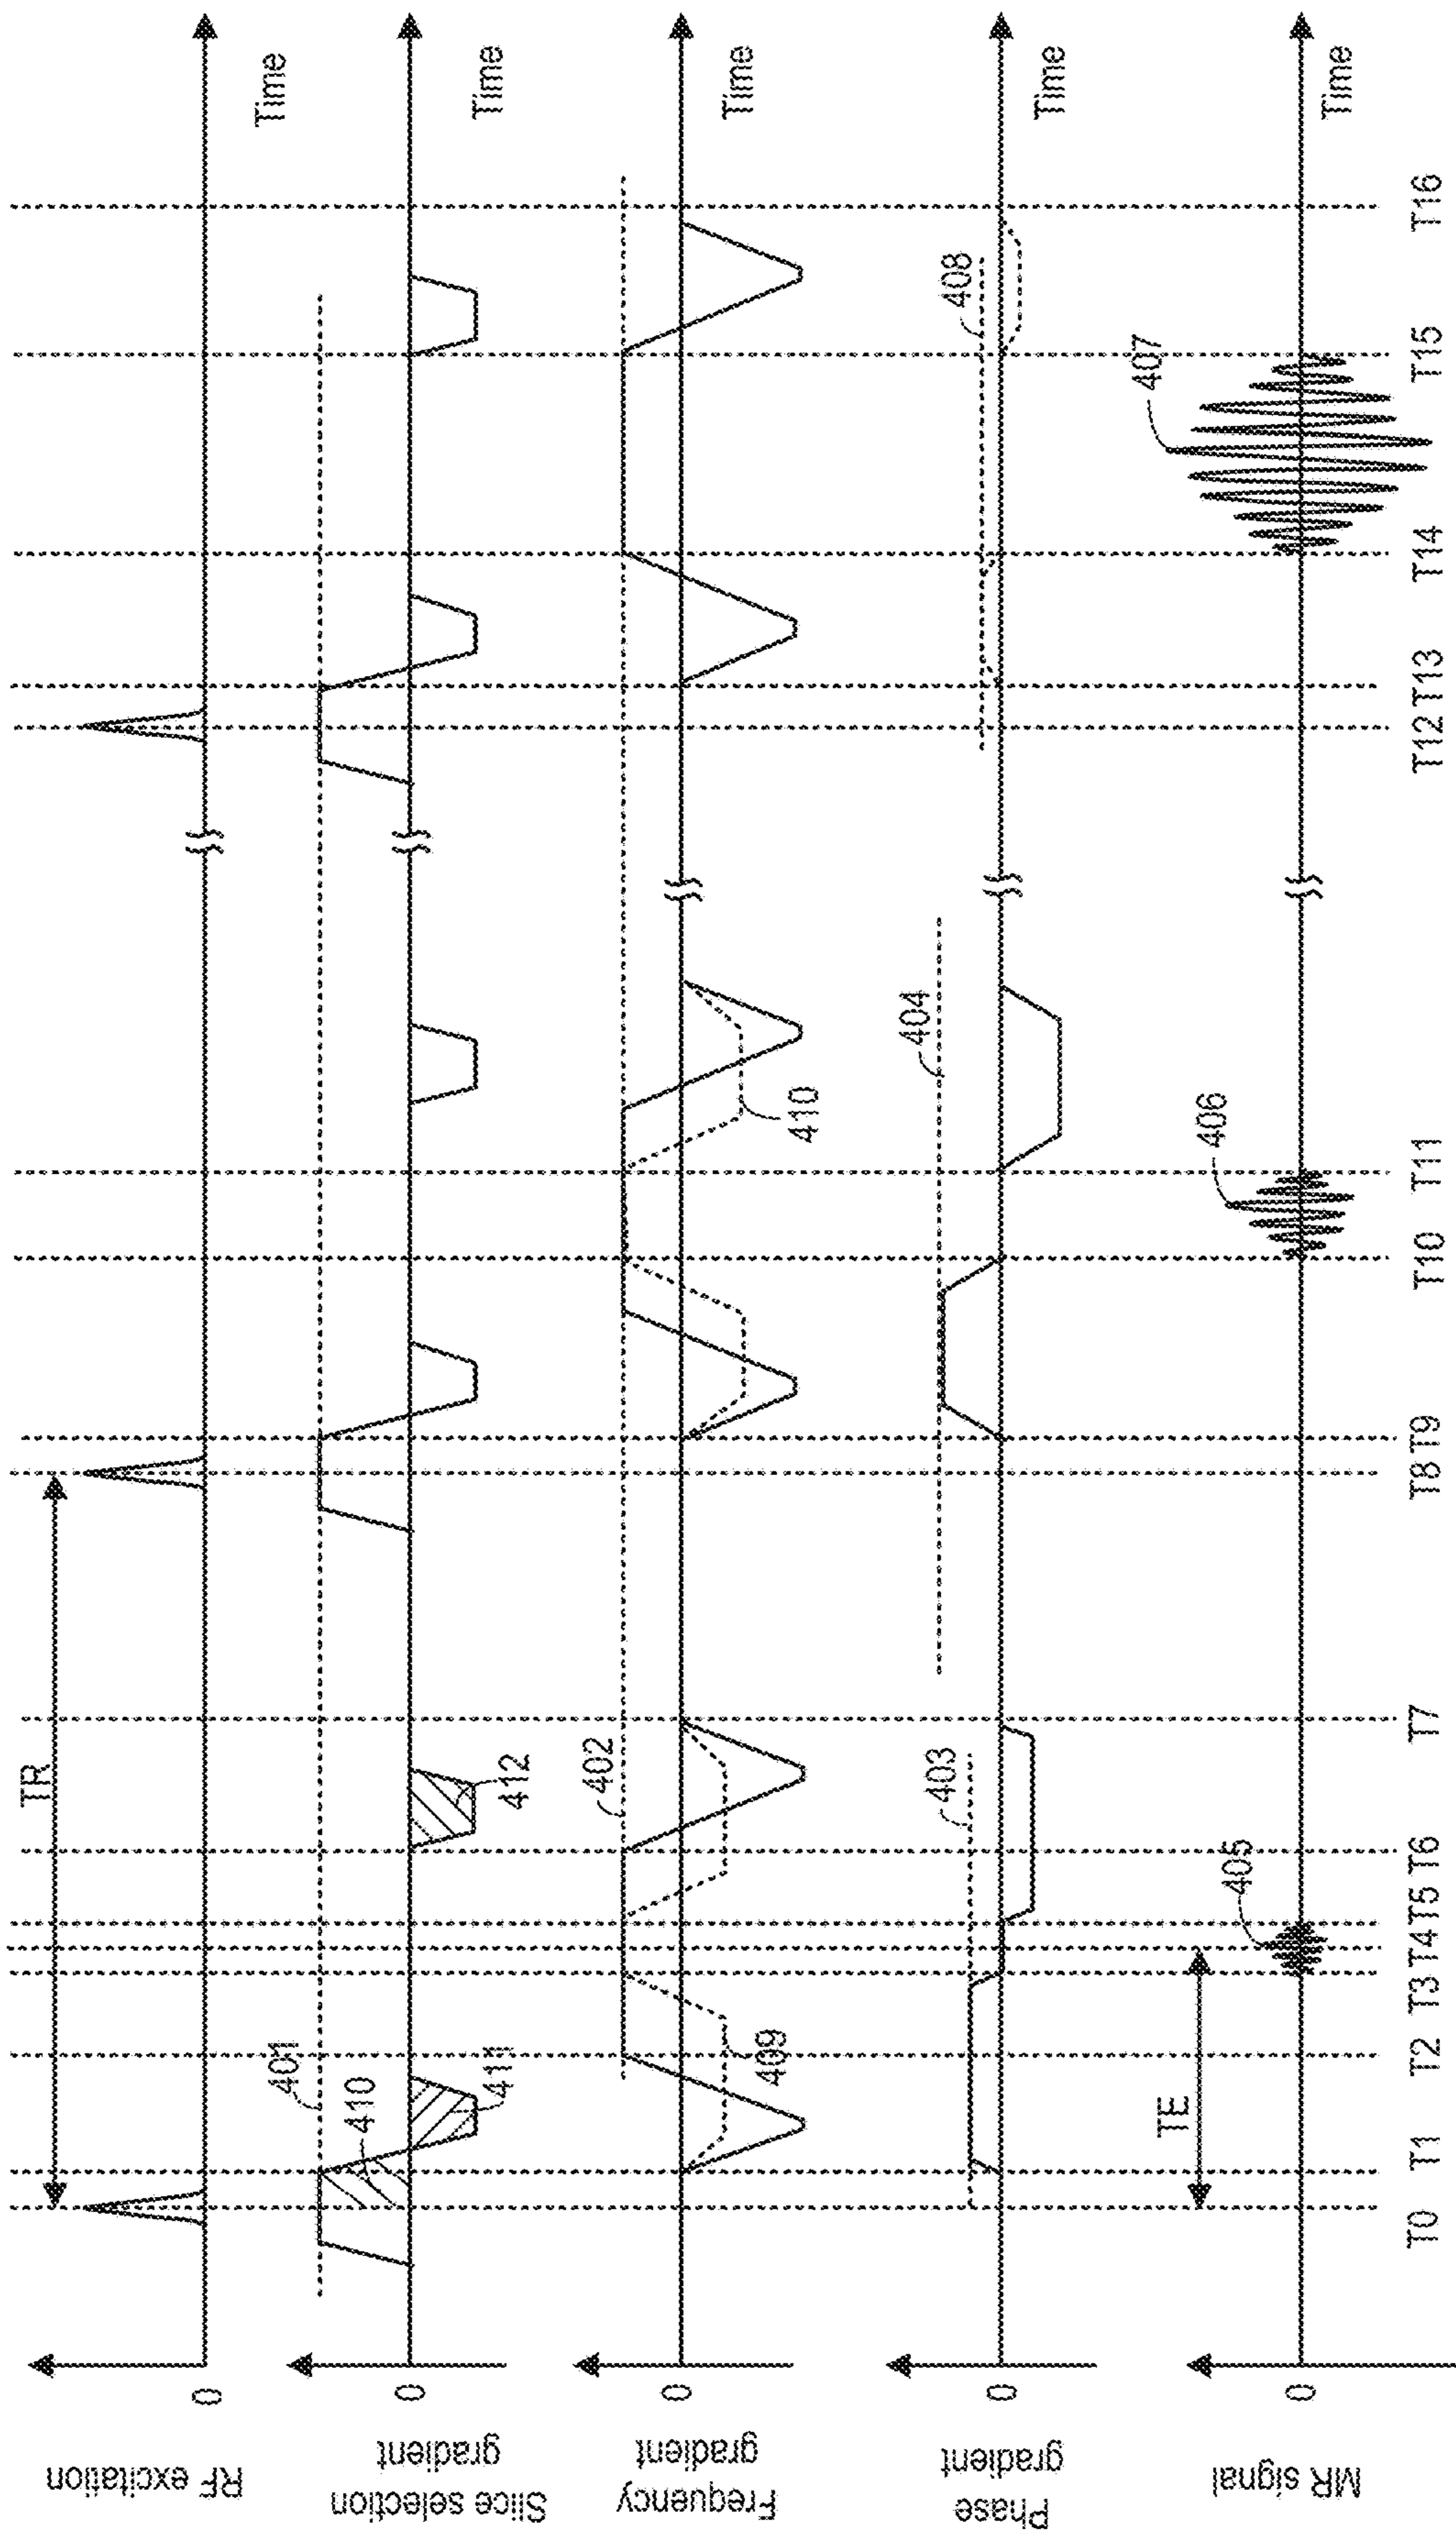 TR
RF excitation
0
Time
401
410
411
412
Slice selection
gradient
0
Time
402
409
410
Frequency
gradient
0
Time
403
404
408
Phase
gradient
0
Time
TE
405
406
407
MR signal
0
Time
T0 T1 T2 T3 T4 T5 T6 T7 T8 T9 T10 T11 T12 T13 T14 T15 T16